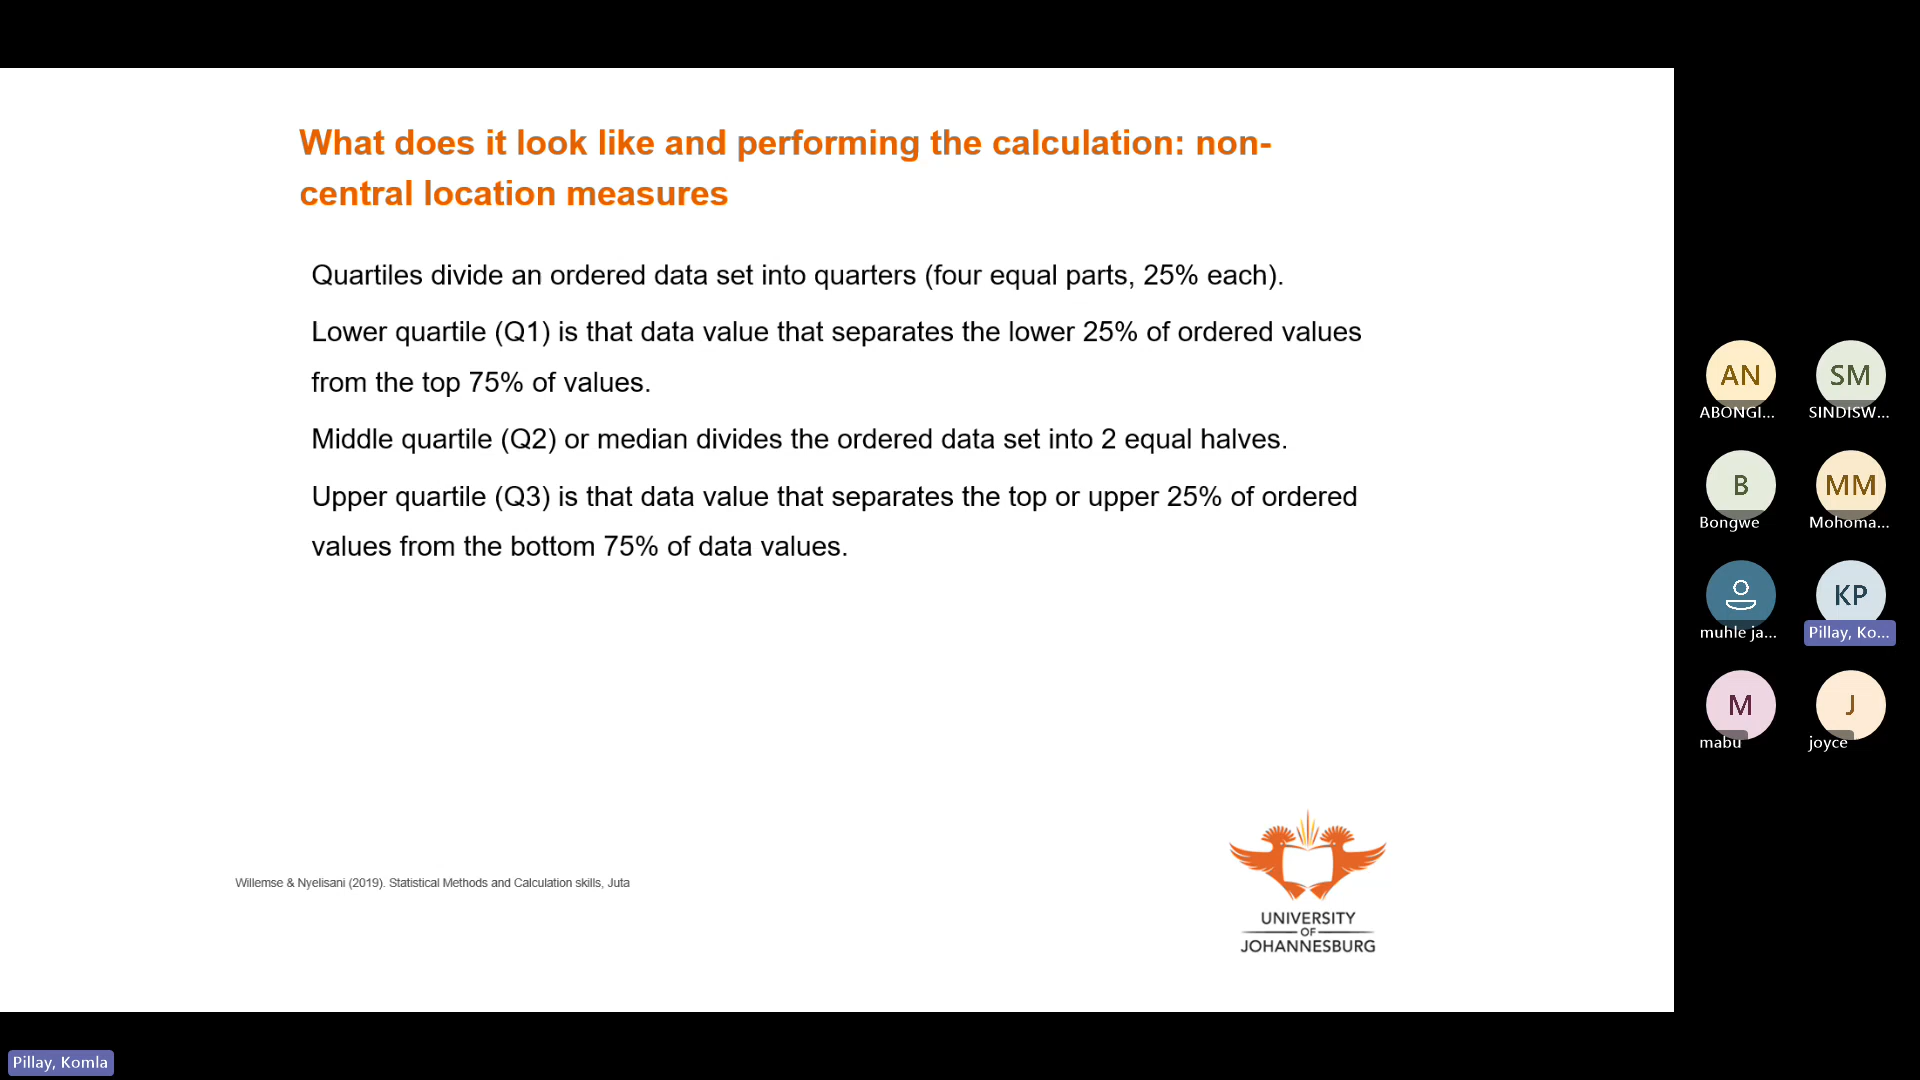 What does it look like and performing the calculation: non-
central location measures
Quartiles divide an ordered data set into quarters (four equal parts, 25% each).
Lower quartile (Q1) is that data value that separates the lower 25% of ordered values
from the top 75% of values.
Middle quartile (Q2) or median divides the ordered data set into 2 equal halves.
Upper quartile (Q3) is that data value that separates the top or upper 25% of ordered
values from the bottom 75% of data values.
Willemse & Nyelisani (2019). Statistical Methods and Calculation skills, Juta
UNIVERSITY
OF
JOHANNESBURG
AN
SM
ABONGI...
SINDISW...
B
MM
Bongwe
Mohoma...
KP
muhle ja...
Pillay, Ko...
M
J
mabu
joyce
Pillay, Komla